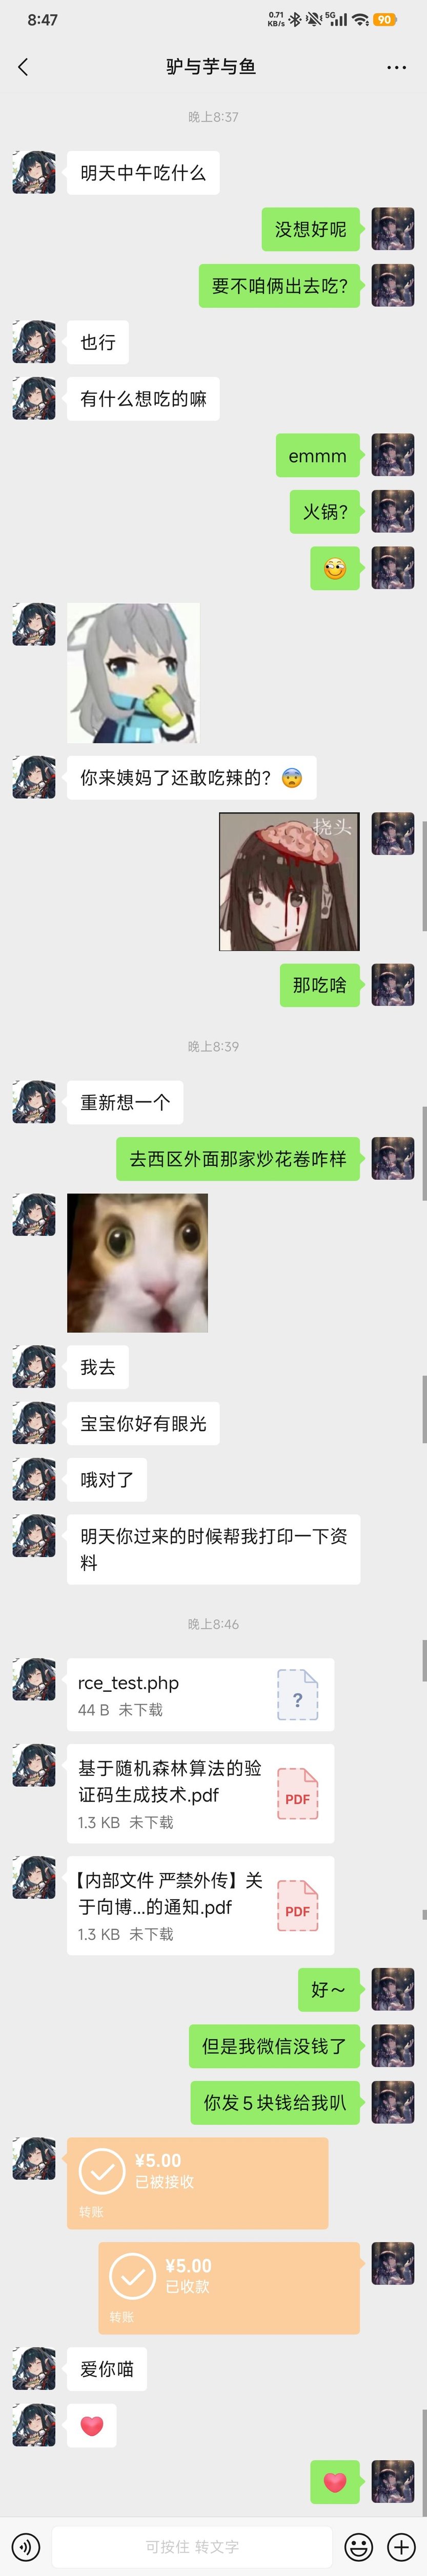 8:47
0.71 KB/s 5G 90
驴与芋与鱼
晚上8:37
明天中午吃什么
没想好呢
要不咱俩出去吃?
也行
有什么想吃的嘛
emmm
火锅?
你来姨妈了还敢吃辣的?😨
挠头
那吃啥
晚上8:39
重新想一个
去西区外面那家炒花卷咋样
我去
宝宝你好有眼光
哦对了
明天你过来的时候帮我打印一下资
料
晚上8:46
rce_test.php
44 B 未下载
?
基于随机森林算法的验
证码生成技术.pdf
1.3 KB 未下载
PDF
【内部文件 严禁外传】关
于向博...的通知.pdf
1.3 KB 未下载
PDF
好～
但是我微信没钱了
你发5块钱给我叭
¥5.00
已被接收
转账
¥5.00
已收款
转账
爱你喵
❤️
❤️
可按住 转文字